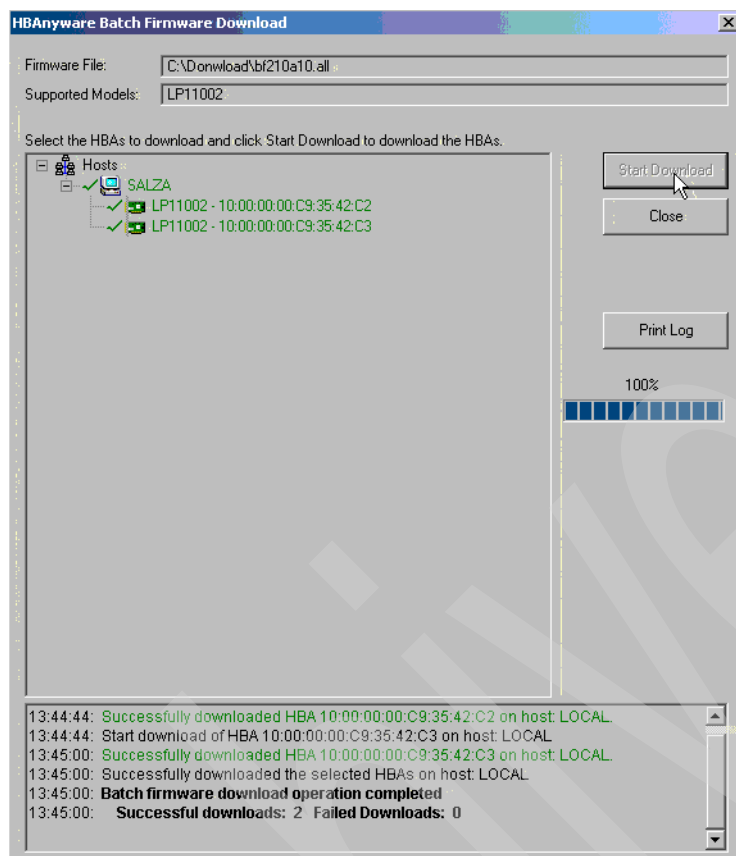 HBAnyware Batch Firmware Download
Firmware File: C:\Donwload\bf210a10.all
Supported Models: LP11002
Select the HBAs to download and click Start Download to download the HBAs.
Hosts
SALZA
LP11002 - 10:00:00:00:C9:35:42:C2
LP11002 - 10:00:00:00:C9:35:42:C3
Start Download
Close
Print Log
100%
13:44:44: Successfully downloaded HBA 10:00:00:00:C9:35:42:C2 on host: LOCAL.
13:44:44: Start download of HBA 10:00:00:00:C9:35:42:C3 on host: LOCAL
13:45:00: Successfully downloaded HBA 10:00:00:00:C9:35:42:C3 on host: LOCAL.
13:45:00: Successfully downloaded the selected HBAs on host: LOCAL
13:45:00: Batch firmware download operation completed
13:45:00: Successful downloads: 2 Failed Downloads: 0